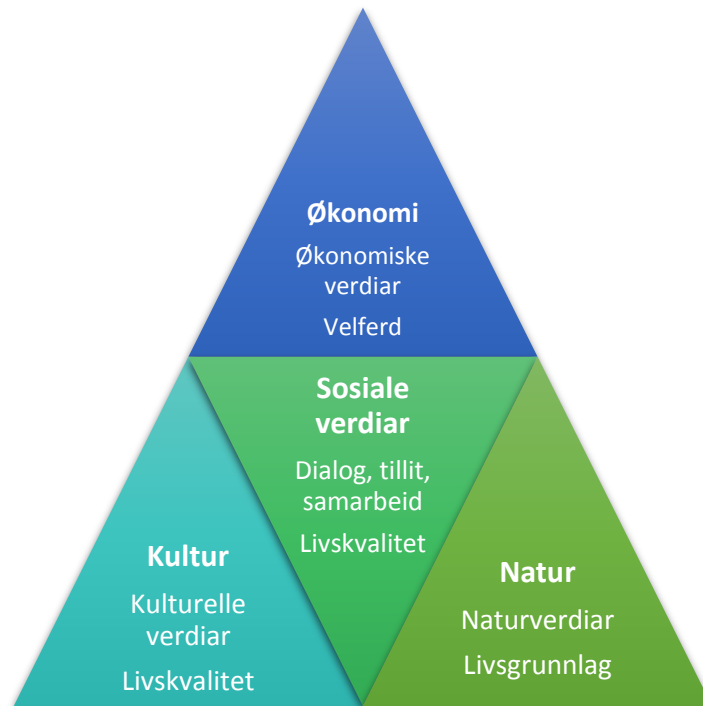 Økonomi
Økonomiske
verdiar
Velferd
Sosiale
verdiar
Dialog, tillit,
samarbeid
Livskvalitet
Kultur
Kulturelle
verdiar
Livskvalitet
Natur
Naturverdiar
Livsgrunnlag